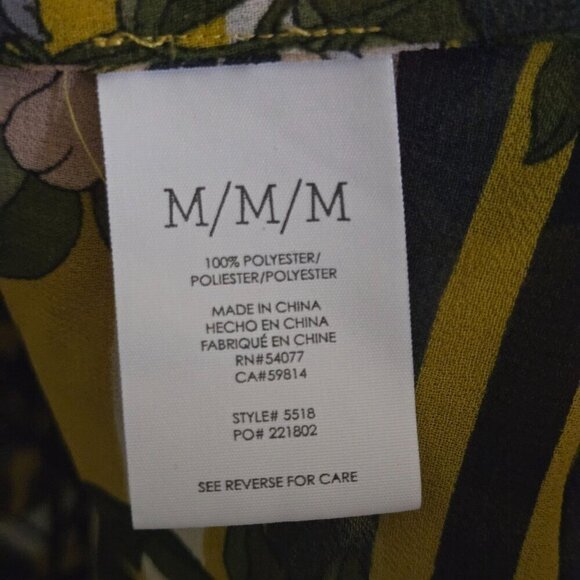 M/M/M
100% POLYESTER/
POLIESTER/POLYESTER
MADE IN CHINA
HECHO EN CHINA
FABRIQUÉ EN CHINE
RN#54077
CA#59814
STYLE# 5518
PO# 221802
SEE REVERSE FOR CARE